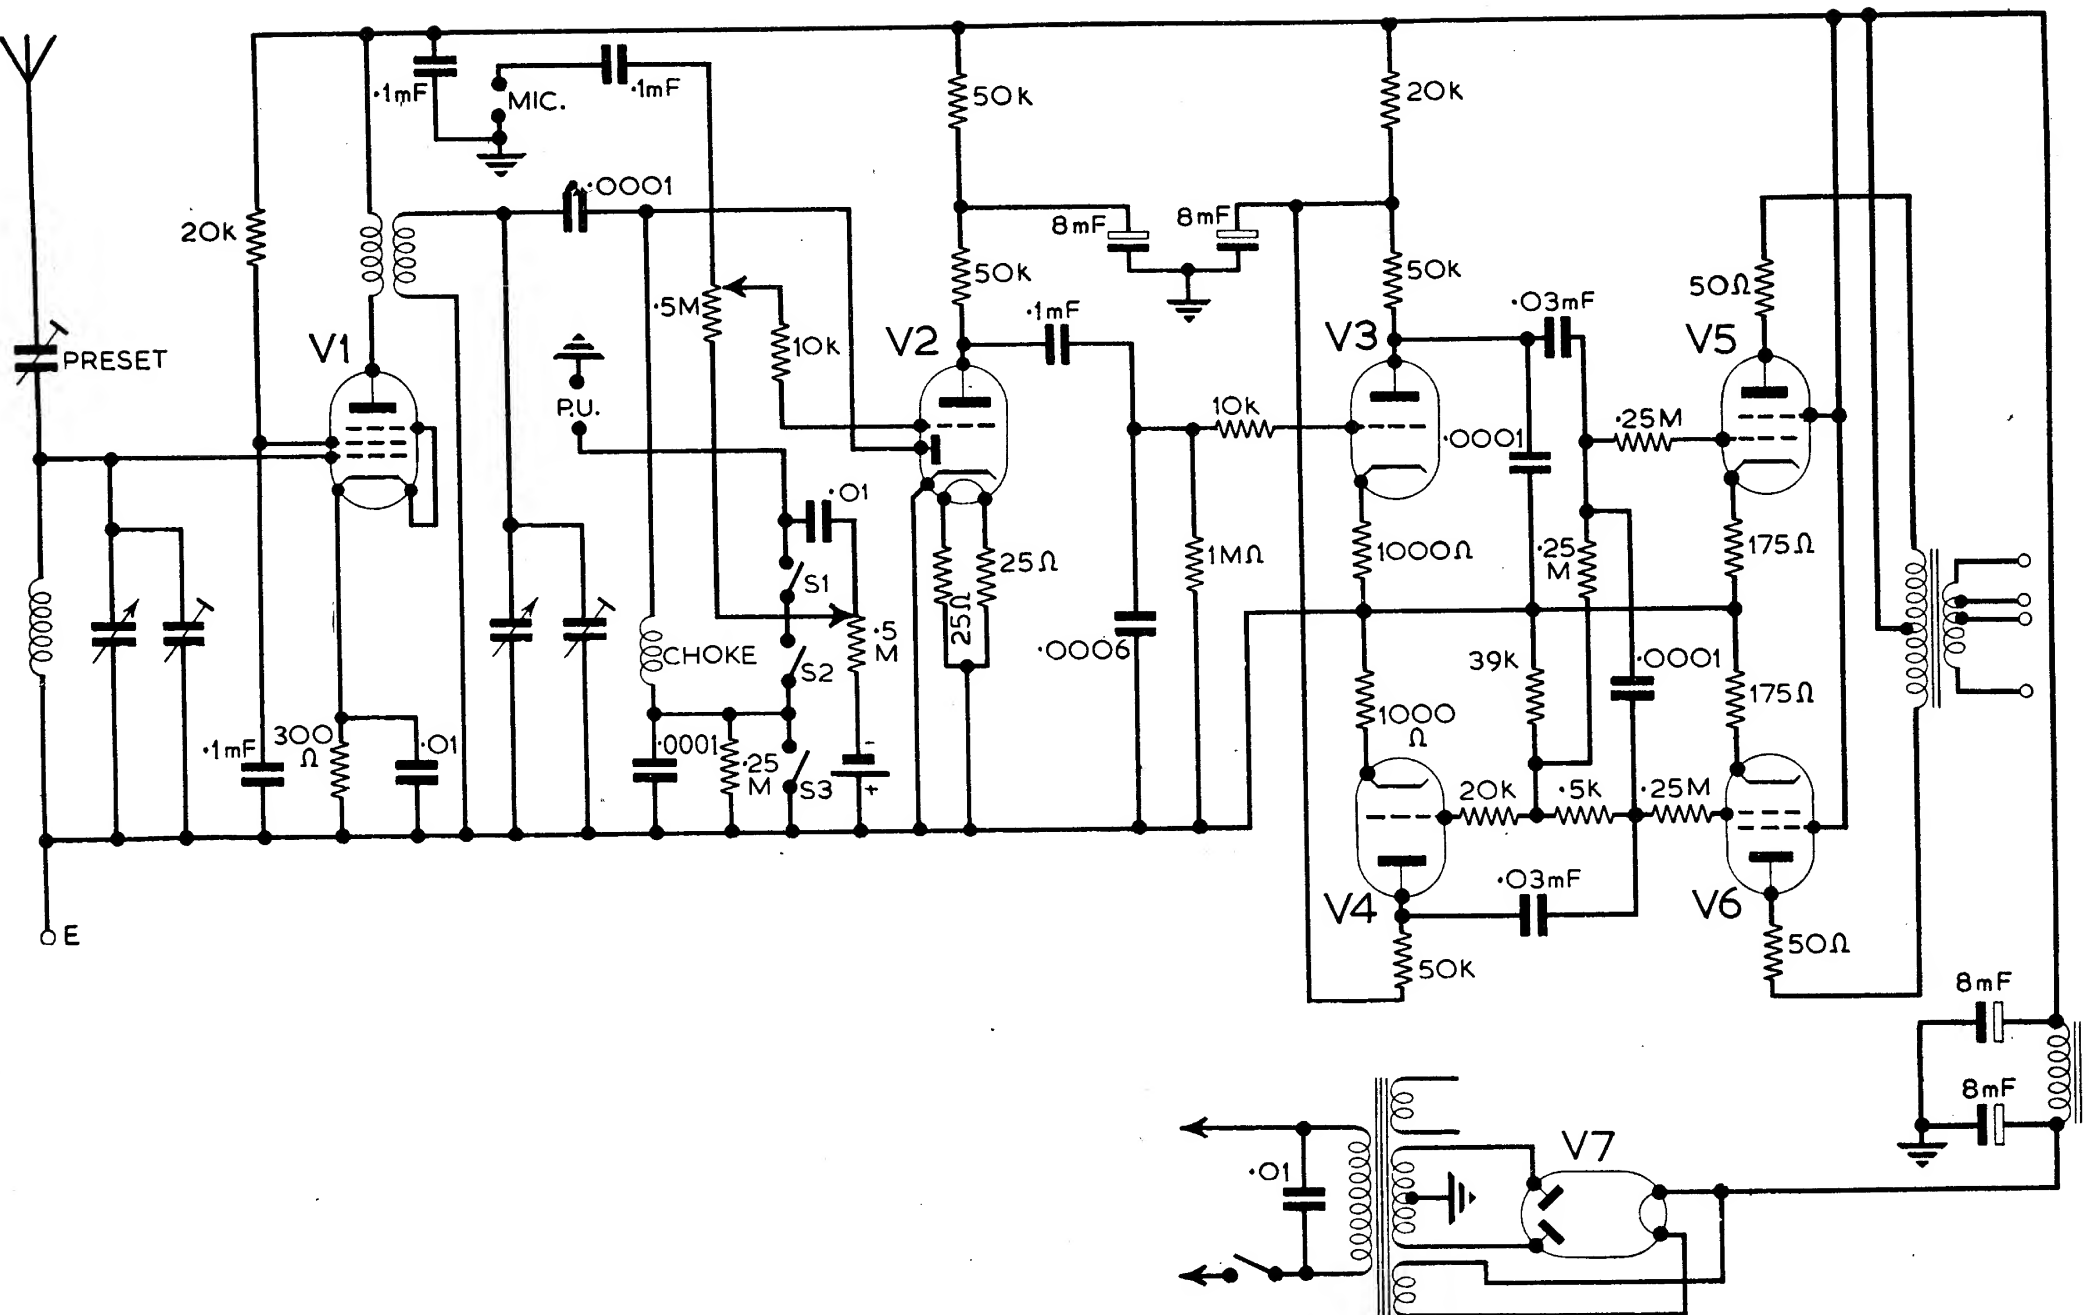 .1mF
MIC.
.1mF
50k
20k
.0001
20k
8mF
8mF
50k
50k
.5M
.1mF
.03mF
50Ω
PRESET
V1
10k
V2
V3
V5
P.U.
10k
.0001
.25M
.01
S1
25Ω
25Ω
1MΩ
1000Ω
.25
M
175Ω
CHOKE
S2
.5
M
.0006
39k
.0001
175Ω
.1mF
300
Ω
.01
.0001
.25
M
S3
-
+
1000
Ω
20k
.5k
.25M
V4
.03mF
V6
E
50k
50Ω
8mF
8mF
V7
.01